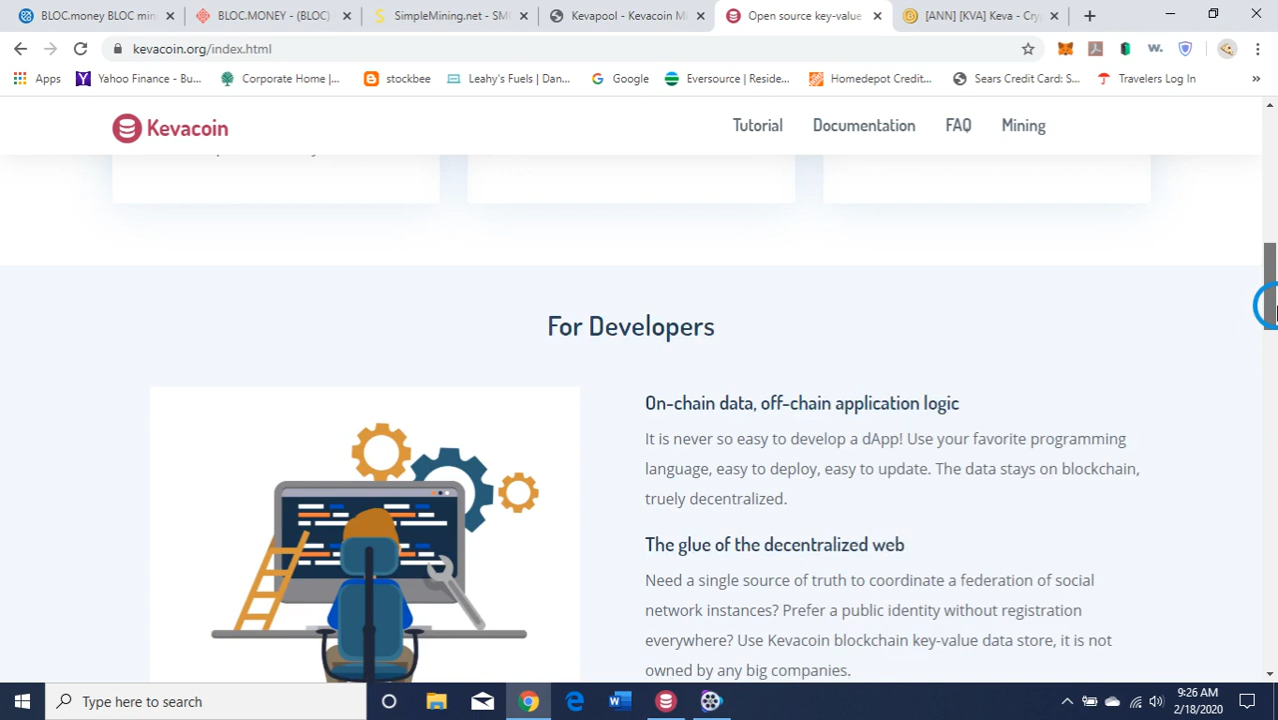 BLOC.money BLOC min
BLOC.MONEY - (BLOC)
SimpleMining.net - SMC
Kevapool - Kevacoin M
Open source key-value
[ANN] [KVA] Keva - Cry
kevacoin.org/index.html
Apps
Yahoo Finance - Bu...
Corporate Home |...
stockbee
Leahy's Fuels | Dan...
Google
Eversource | Reside...
Homedepot Credit...
Sears Credit Card: S...
Travelers Log In
»
Kevacoin
Tutorial
Documentation
FAQ
Mining
For Developers
On-chain data, off-chain application logic
It is never so easy to develop a dApp! Use your favorite programming
language, easy to deploy, easy to update. The data stays on blockchain,
truely decentralized.
The glue of the decentralized web
Need a single source of truth to coordinate a federation of social
network instances? Prefer a public identity without registration
everywhere? Use Kevacoin blockchain key-value data store, it is not
owned by any big companies.
Type here to search
9:26 AM
2/18/2020